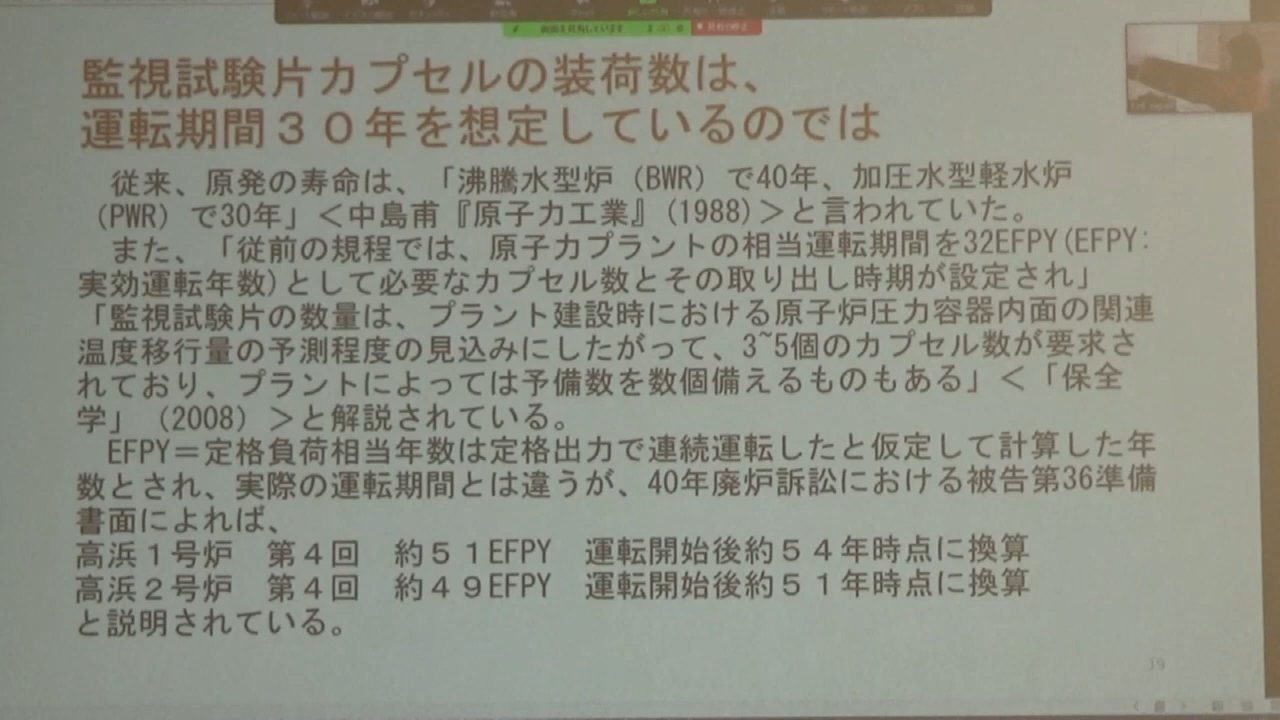 画面を共有しています
監視試験片カプセルの装荷数は、
運転期間３０年を想定しているのでは
従来、原発の寿命は、「沸騰水型炉（BWR）で40年、加圧水型軽水炉
（PWR）で30年」＜中島甫『原子力工業』（1988）＞と言われていた。
また、「従前の規程では、原子力プラントの相当運転期間を32EFPY(EFPY:
実効運転年数)として必要なカプセル数とその取り出し時期が設定され」
「監視試験片の数量は、プラント建設時における原子炉圧力容器内面の関連
温度移行量の予測程度の見込みにしたがって、3~5個のカプセル数が要求さ
れており、プラントによっては予備数を数個備えるものもある」＜「保全
学」（2008）＞と解説されている。
EFPY＝定格負荷相当年数は定格出力で連続運転したと仮定して計算した年
数とされ、実際の運転期間とは違うが、40年廃炉訴訟における被告第36準備
書面によれば、
高浜１号炉　第４回　約５１EFPY　運転開始後約５４年時点に換算
高浜２号炉　第４回　約４９EFPY　運転開始後約５１年時点に換算
と説明されている。
19